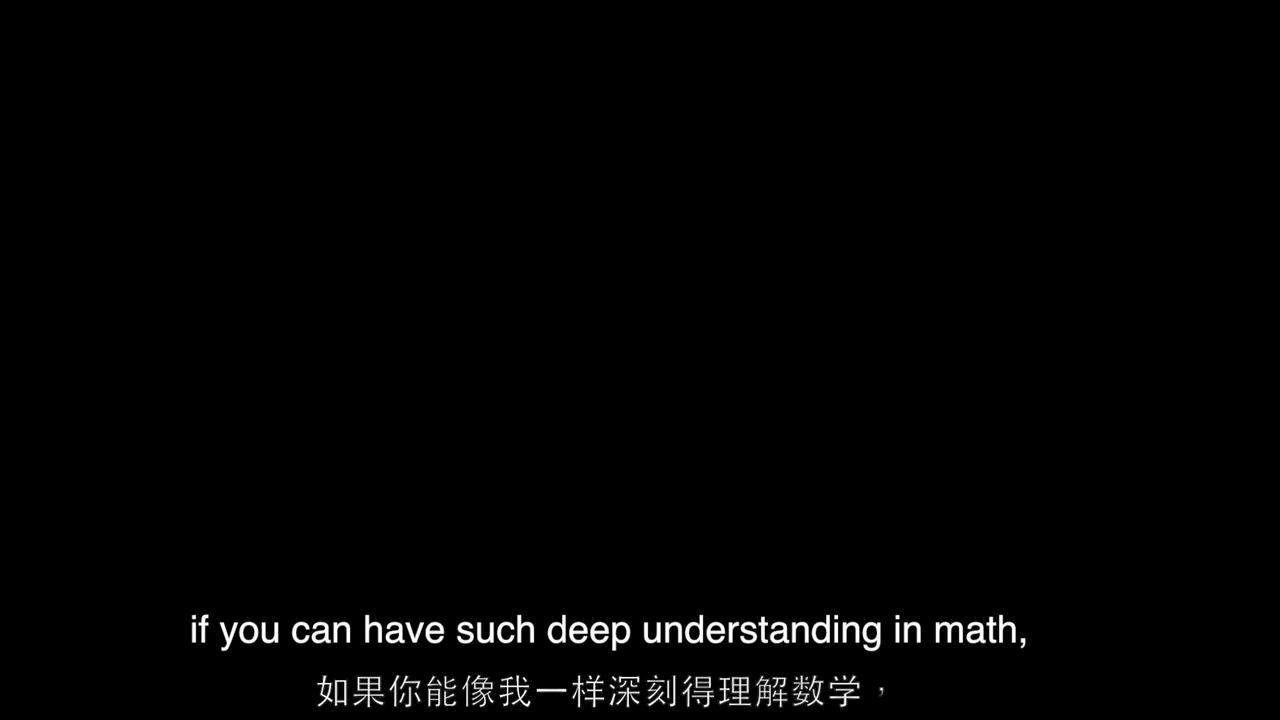 if you can have such deep understanding in math,
如果你能像我一样深刻得理解数学，